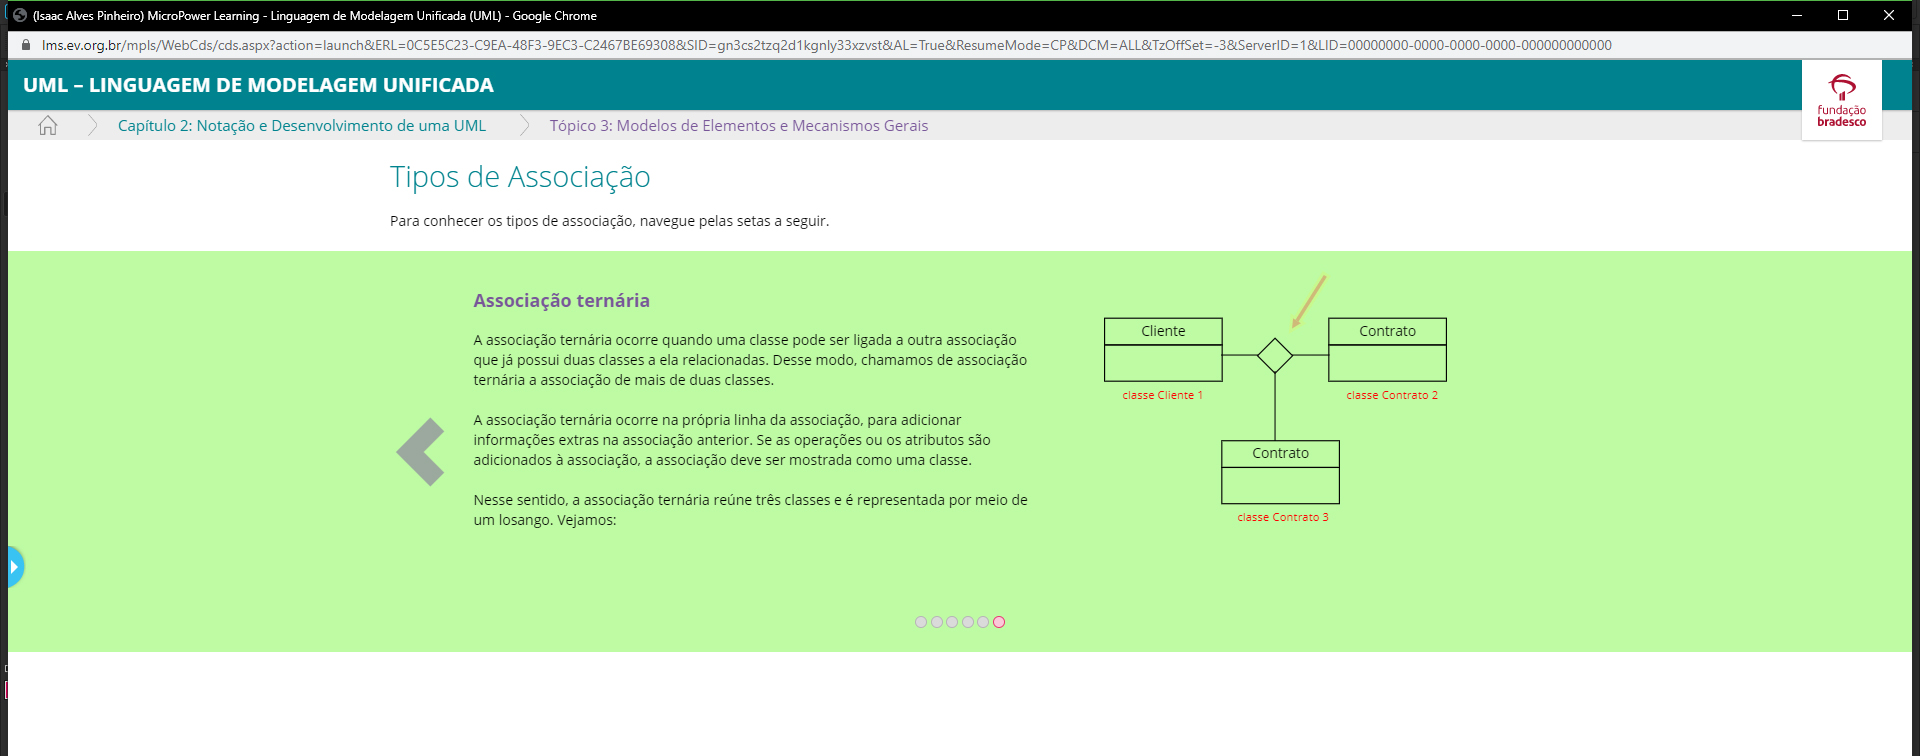 (Isaac Alves Pinheiro) MicroPower Learning - Linguagem de Modelagem Unificada (UML) - Google Chrome
lms.ev.org.br/mpls/WebCds/cds.aspx?action=launch&ERL=0C5E5C23-C9EA-48F3-9EC3-C2467BE69308&SID=gn3cs2tzq2d1kgnly33xzvst&AL=True&ResumeMode=CP&DCM=ALL&TzOffSet=-3&ServerID=1&LID=00000000-0000-0000-0000-000000000000
UML – LINGUAGEM DE MODELAGEM UNIFICADA
fundação
bradesco
Capítulo 2: Notação e Desenvolvimento de uma UML
Tópico 3: Modelos de Elementos e Mecanismos Gerais
Tipos de Associação
Para conhecer os tipos de associação, navegue pelas setas a seguir.
Associação ternária
A associação ternária ocorre quando uma classe pode ser ligada a outra associação
que já possui duas classes a ela relacionadas. Desse modo, chamamos de associação
ternária a associação de mais de duas classes.
A associação ternária ocorre na própria linha da associação, para adicionar
informações extras na associação anterior. Se as operações ou os atributos são
adicionados à associação, a associação deve ser mostrada como uma classe.
Nesse sentido, a associação ternária reúne três classes e é representada por meio de
um losango. Vejamos:
Cliente
classe Cliente 1
Contrato
classe Contrato 2
Contrato
classe Contrato 3